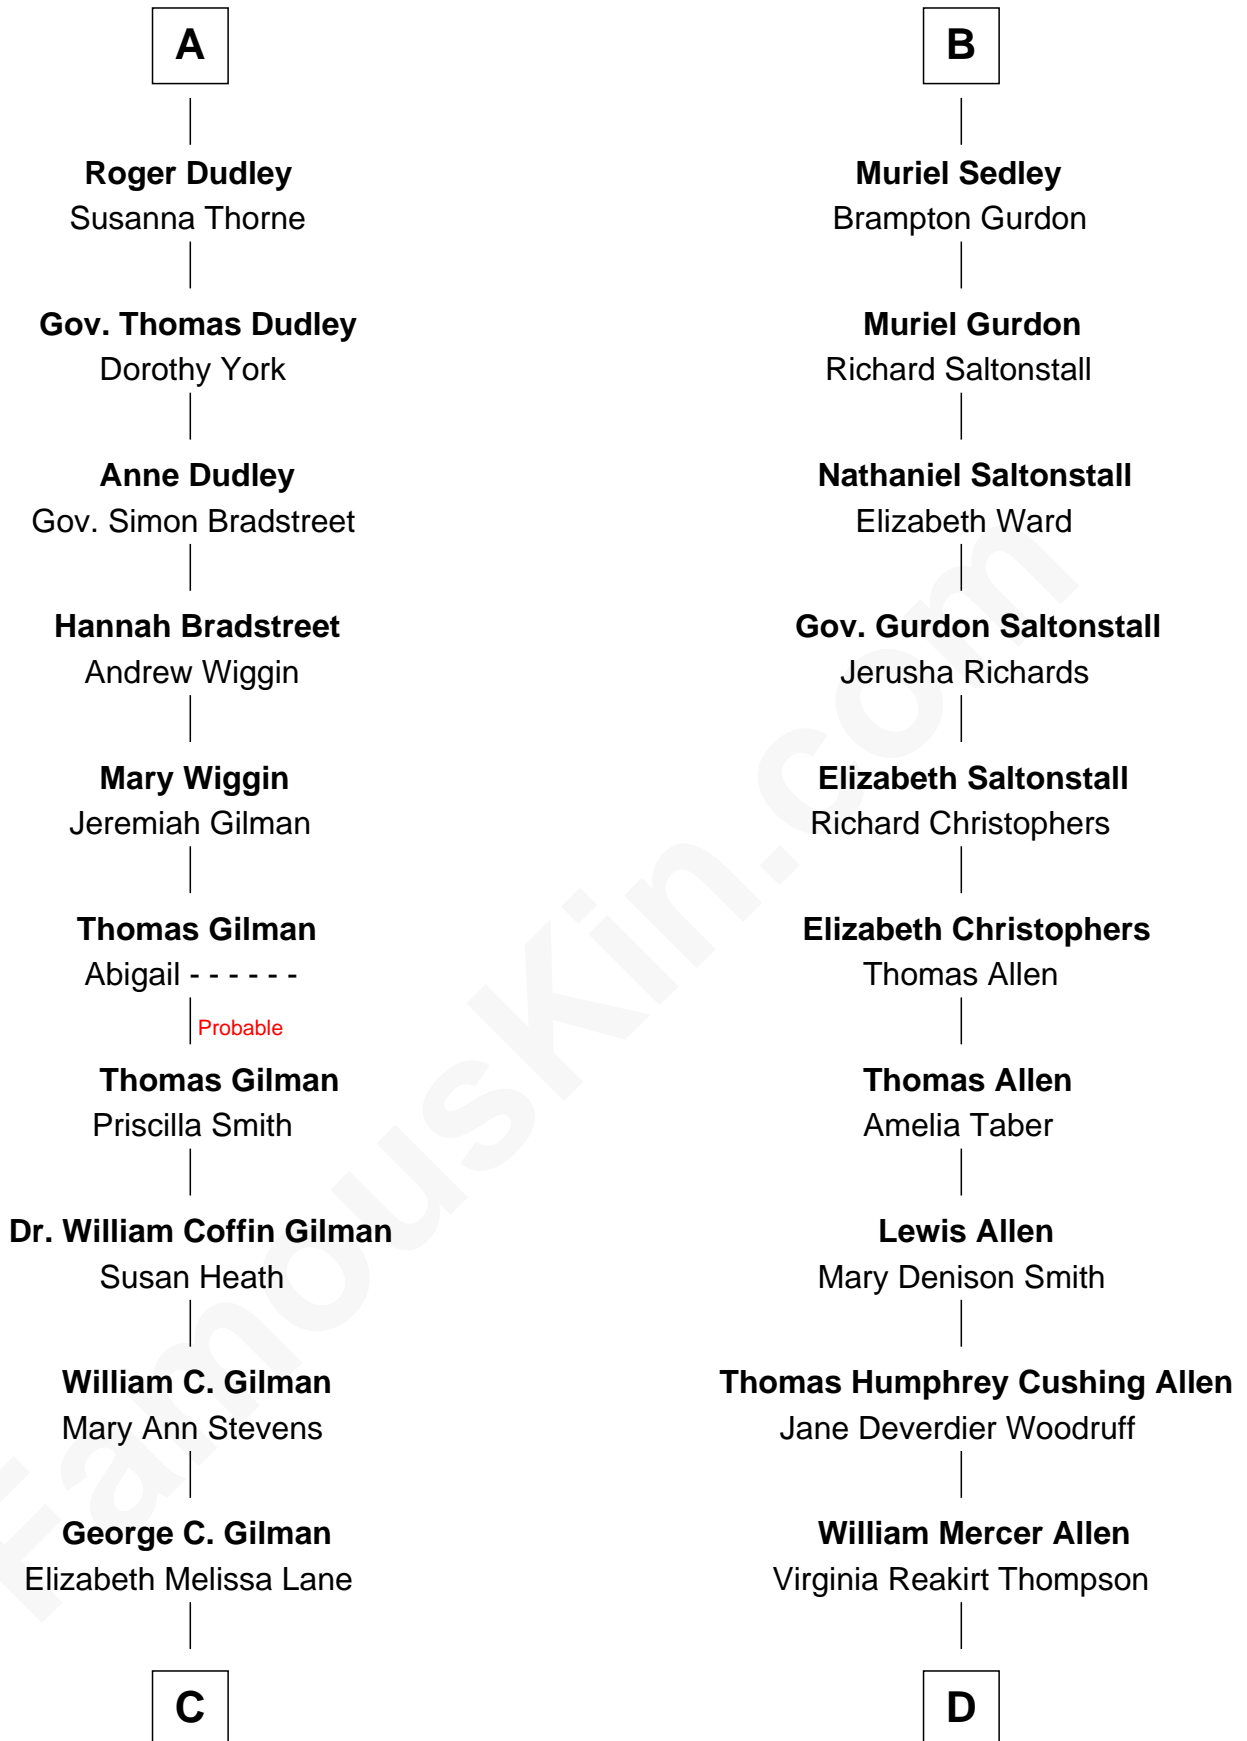 A
Roger Dudley
Susanna Thorne
Gov. Thomas Dudley
Dorothy York
Anne Dudley
Gov. Simon Bradstreet
Hannah Bradstreet
Andrew Wiggin
Mary Wiggin
Jeremiah Gilman
Thomas Gilman
Abigail - - - - - -
Probable
Thomas Gilman
Priscilla Smith
Dr. William Coffin Gilman
Susan Heath
William C. Gilman
Mary Ann Stevens
George C. Gilman
Elizabeth Melissa Lane
C
B
Muriel Sedley
Brampton Gurdon
Muriel Gurdon
Richard Saltonstall
Nathaniel Saltonstall
Elizabeth Ward
Gov. Gurdon Saltonstall
Jerusha Richards
Elizabeth Saltonstall
Richard Christophers
Elizabeth Christophers
Thomas Allen
Thomas Allen
Amelia Taber
Lewis Allen
Mary Denison Smith
Thomas Humphrey Cushing Allen
Jane Deverdier Woodruff
William Mercer Allen
Virginia Reakirt Thompson
D
FamousKin.com